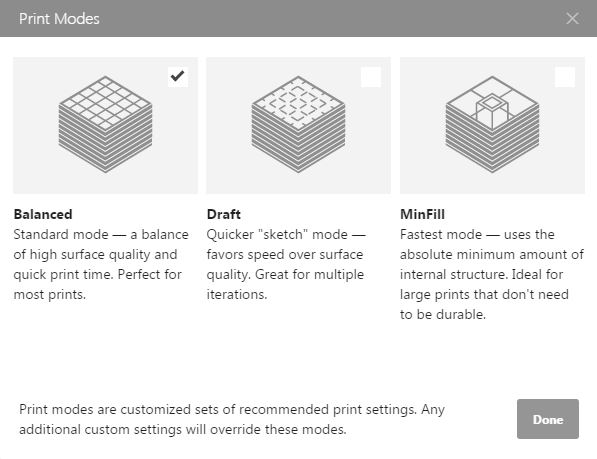 Print Modes
Balanced
Standard mode — a balance
of high surface quality and
quick print time. Perfect for
most prints.
Draft
Quicker "sketch" mode —
favors speed over surface
quality. Great for multiple
iterations.
MinFill
Fastest mode — uses the
absolute minimum amount of
internal structure. Ideal for
large prints that don't need
to be durable.
Print modes are customized sets of recommended print settings. Any
additional custom settings will override these modes.
Done